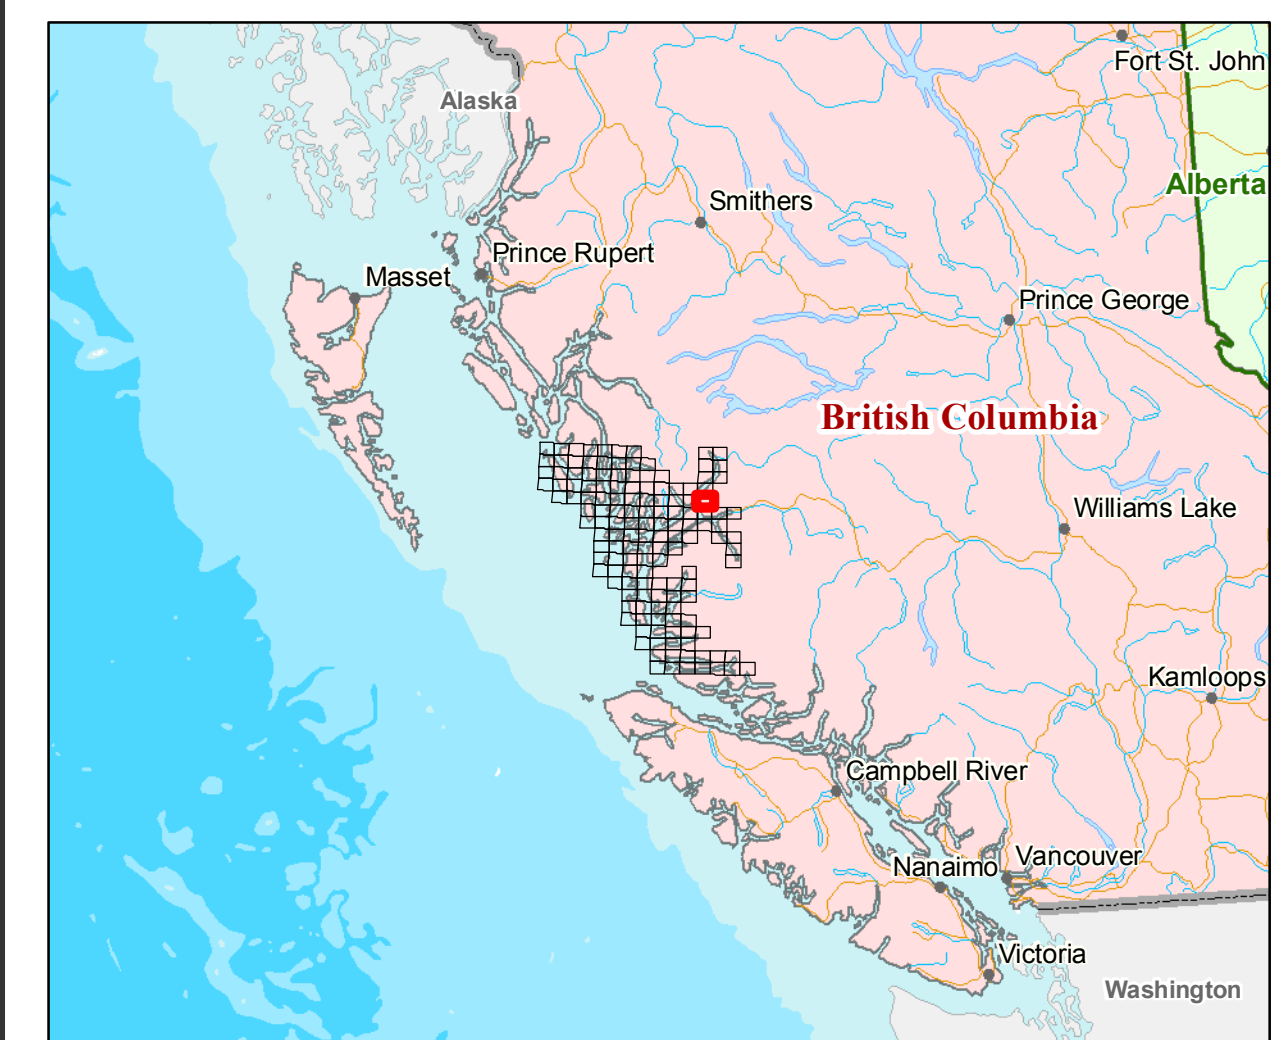 Fort St. John
Alaska
Alberta
Smithers
Prince Rupert
Masset
Prince George
British Columbia
Williams Lake
Kamloops
Campbell River
Vancouver
Nanaimo
Victoria
Washington